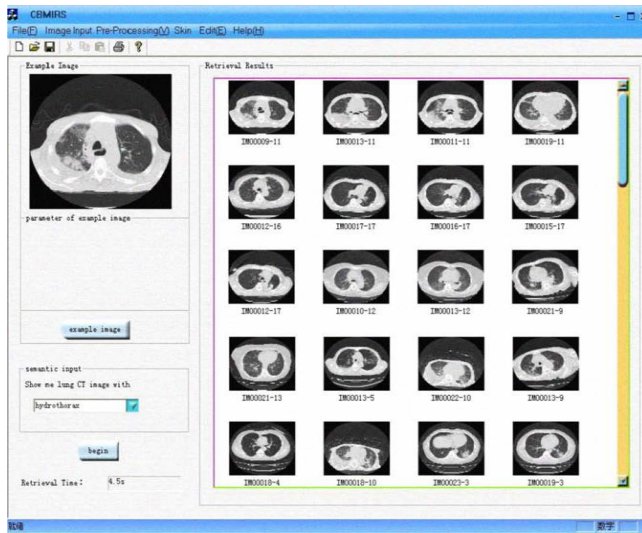 CBMIRS
File(F) Image Input Pre-Processing(V) Skin Edit(E) Help(H)
Example Image
parameter of example image
example image
semantic input
Show me lung CT image with
hydrothorax
begin
Retrieval Time: 4.5s
Retrieval Results
IM00009-11 IM00013-11 IM00011-11 IM00019-11
IM00012-16 IM00017-17 IM00016-17 IM00015-17
IM00012-17 IM00010-12 IM00013-12 IM00021-9
IM00021-13 IM00013-5 IM00022-10 IM00013-9
IM00018-4 IM00018-10 IM00023-3 IM00019-3
就绪 数字